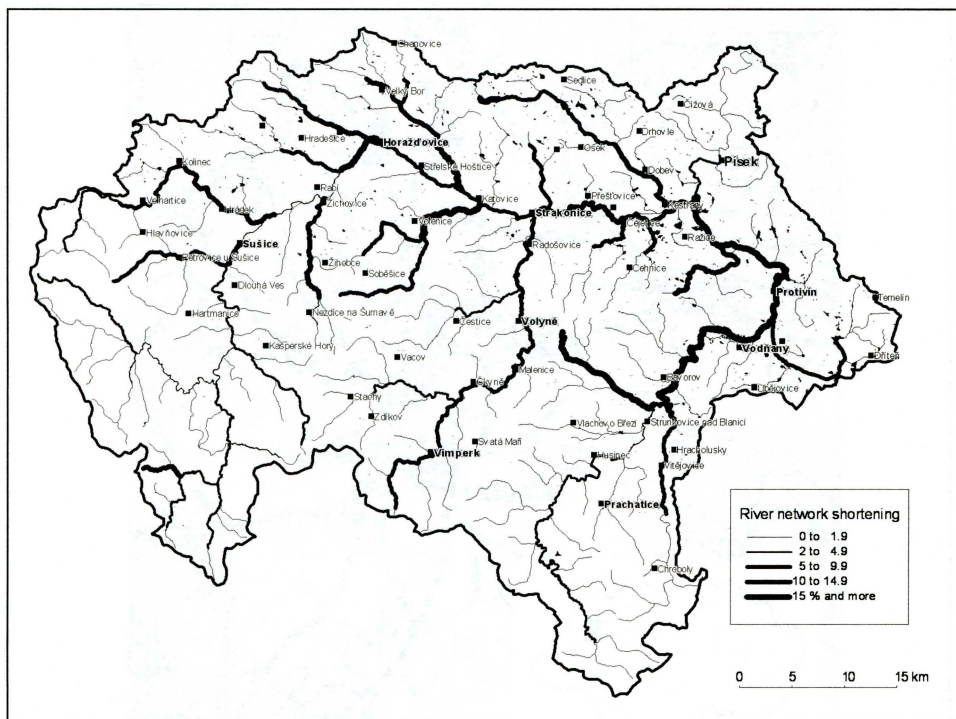 Chanovice
Sedlice
Velký Bor
Čížová
Hradešice
Drhovle
Horažďovice
Osek
Písek
Kolinec
Střelské Hoštice
Dobev
Rabí
Katovice
Přešťovice
Žichovice
Velhartice
Hrádek
Strakonice
Kestřany
Volenice
Čejetice
Hlavňovice
Sušice
Radošovice
Ražice
Petrovice u Sušice
Žihobce
Soběšice
Cehnice
Dlouhá Ves
Protivín
Temelín
Hartmanice
Nezdice na Šumavě
Čestice
Volyně
Kašperské Hory
Vacov
Vodňany
Dříteň
Malenice
Bavorov
Čkyně
Stachy
Zdíkov
Vlachovo Březí
Strunkovice nad Blanicí
Svatá Maří
Vimperk
Husinec
Hracholusky
Vitějovice
Prachatice
Chroboly
River network shortening
0 to 1.9
2 to 4.9
5 to 9.9
10 to 14.9
15 % and more
0 5 10 15 km